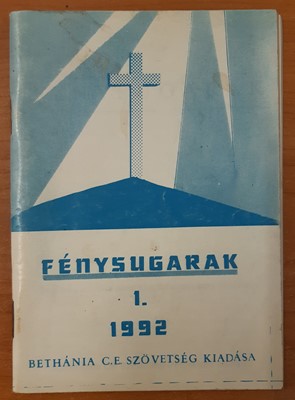 FÉNYSUGARAK
1.
1992
BETHÁNIA C.E. SZÖVETSÉG KIADÁSA